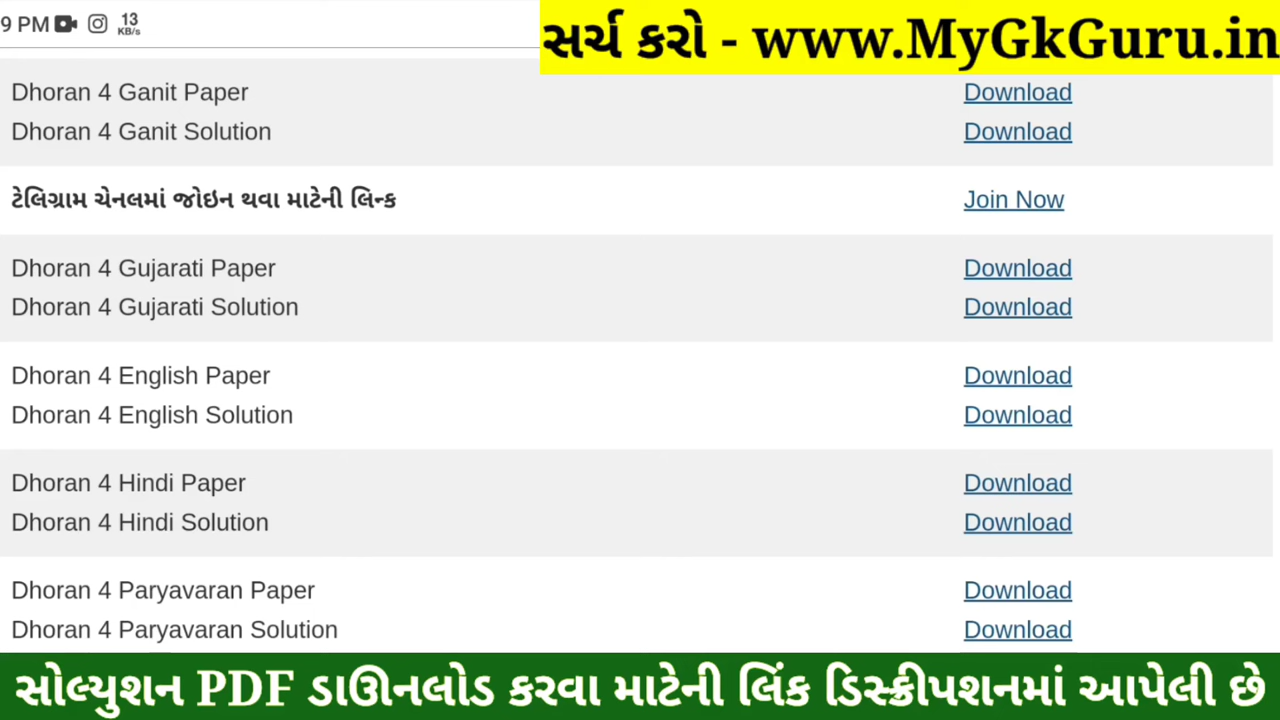 9 PM 13 KB/s
સર્ચ કરો - www.MyGkGuru.in
Dhoran 4 Ganit Paper Download
Dhoran 4 Ganit Solution Download
ટેલિગ્રામ ચેનલમાં જોઇન થવા માટેની લિન્ક Join Now
Dhoran 4 Gujarati Paper Download
Dhoran 4 Gujarati Solution Download
Dhoran 4 English Paper Download
Dhoran 4 English Solution Download
Dhoran 4 Hindi Paper Download
Dhoran 4 Hindi Solution Download
Dhoran 4 Paryavaran Paper Download
Dhoran 4 Paryavaran Solution Download
સોલ્યુશન PDF ડાઊનલોડ કરવા માટેની લિંક ડિસ્ક્રીપશનમાં આપેલી છે